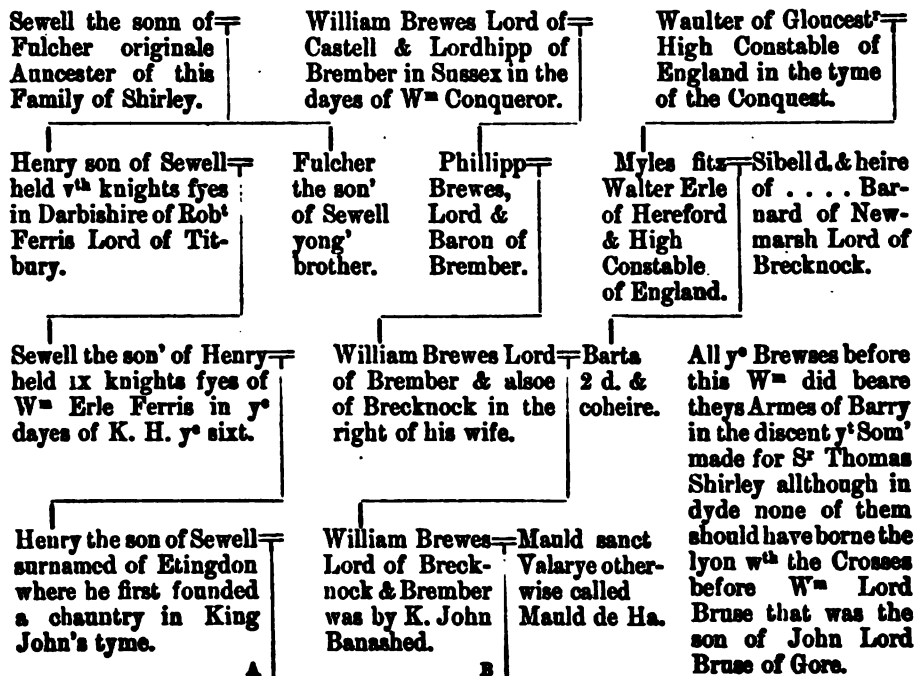 Sewell the sonn of
Fulcher originale
Auncester of this
Family of Shirley.
William Brewes Lord of
Castell & Lordhipp of
Brember in Sussex in the
dayes of Wᵐ Conqueror.
Waulter of Gloucestʳ
High Constable of
England in the tyme
of the Conquest.
Henry son of Sewell
held vᵗʰ knights fyes
in Darbishire of Robᵗ
Ferris Lord of Tit-
bury.
Fulcher
the son'
of Sewell
yong'
brother.
Phillipp
Brewes,
Lord &
Baron of
Brember.
Myles fitz
Walter Erle
of Hereford
& High
Constable
of England.
Sibell d. & heire
of . . . . Bar-
nard of New-
marsh Lord of
Brecknock.
Sewell the son' of Henry
held IX knights fyes of
Wᵐ Erle Ferris in yᵉ
dayes of K. H. yᵉ sixt.
William Brewes Lord
of Brember & alsoe
of Brecknock in the
right of his wife.
Barta
2 d. &
coheire.
All yᵉ Brewses before
this Wᵐ did beare
theys Armes of Barry
in the discent yᵗ Som'
made for Sʳ Thomas
Shirley allthough in
dyde none of them
should have borne the
lyon wᵗʰ the Crosses
before Wᵐ Lord
Bruse that was the
son of John Lord
Bruse of Gore.
Henry the son of Sewell
surnamed of Etingdon
where he first founded
a chauntry in King
John's tyme.
A
William Brewes
Lord of Breck-
nock & Brember
was by K. John
Banashed.
B
Mauld sanct
Valarye other-
wise called
Mauld de Ha.